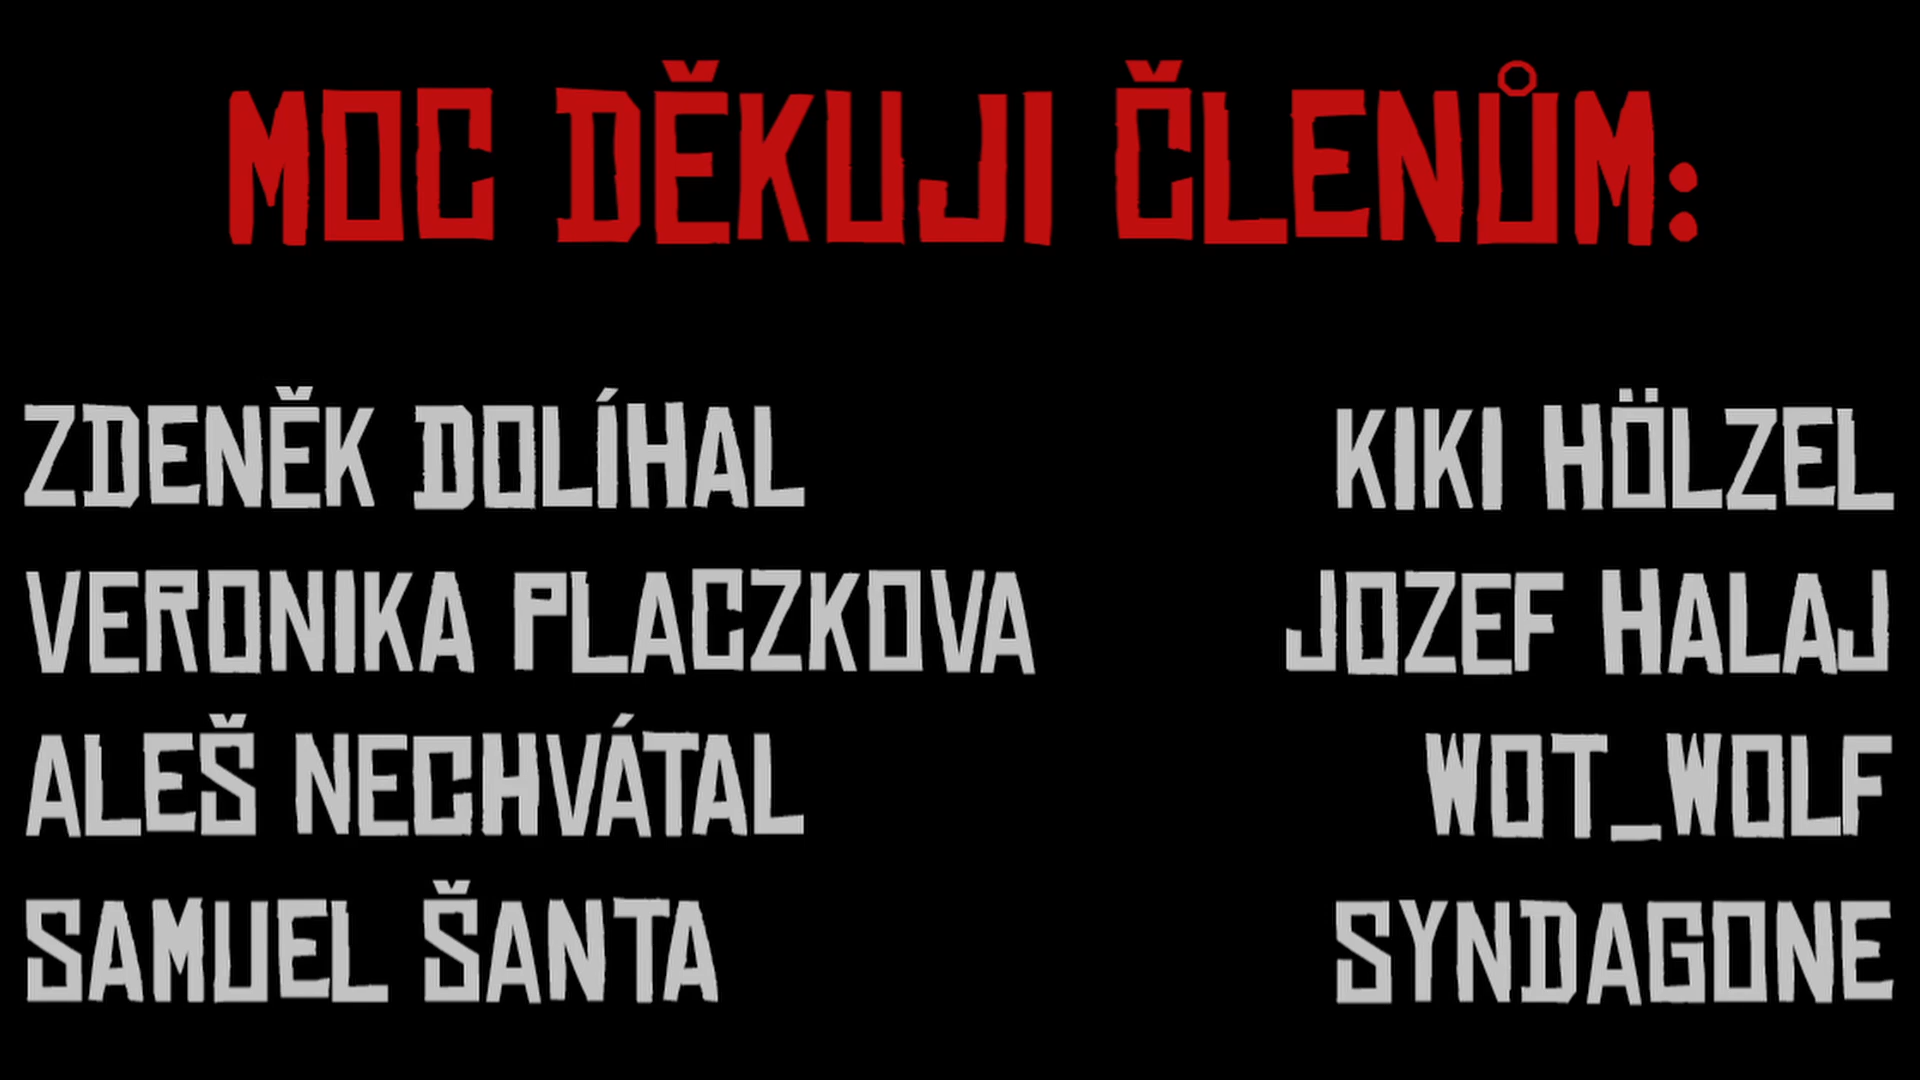 MOC DĚKUJI ČLENŮM:
ZDENĚK DOLÍHAL
KIKI HÖLZEL
VERONIKA PLACZKOVA
JOZEF HALAJ
ALEŠ NECHVÁTAL
WOT_WOLF
SAMUEL ŠANTA
SYNDAGONE